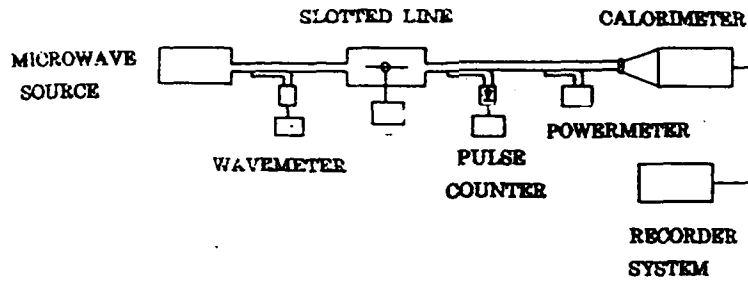 SLOTTED LINE
CALORIMETER
MICROWAVE
SOURCE
WAVEMETER
PULSE
COUNTER
POWERMETER
RECORDER
SYSTEM